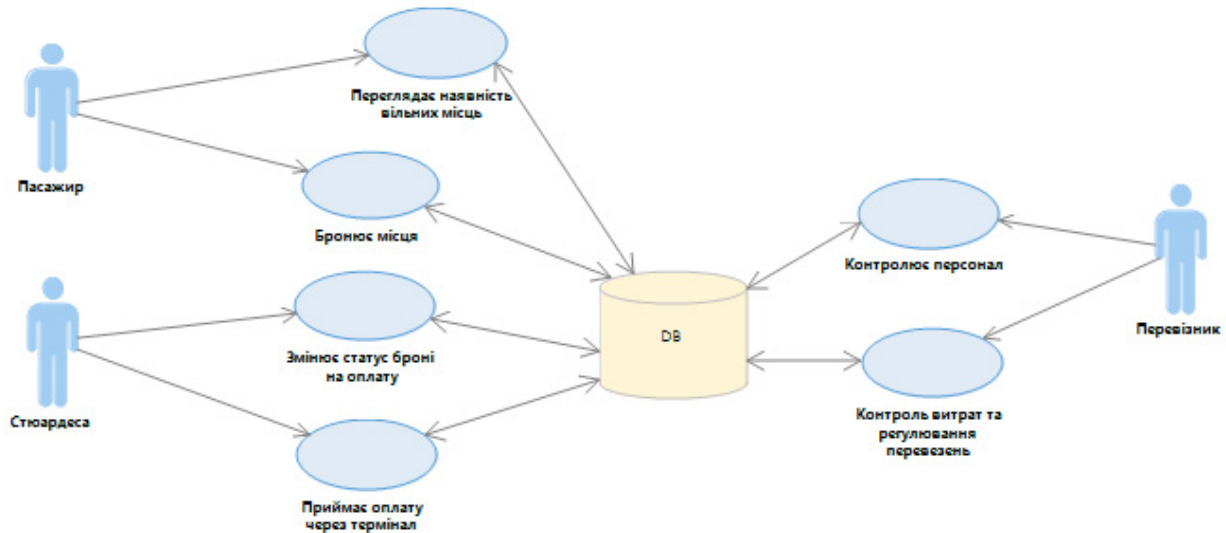 Переглядає наявність
вільних місць
Пасажир
Бронює місця
Контролює персонал
Перевізник
DB
Змінює статус броні
на оплату
Стюардеса
Контроль витрат та
регулювання
перевезень
Приймає оплату
через термінал